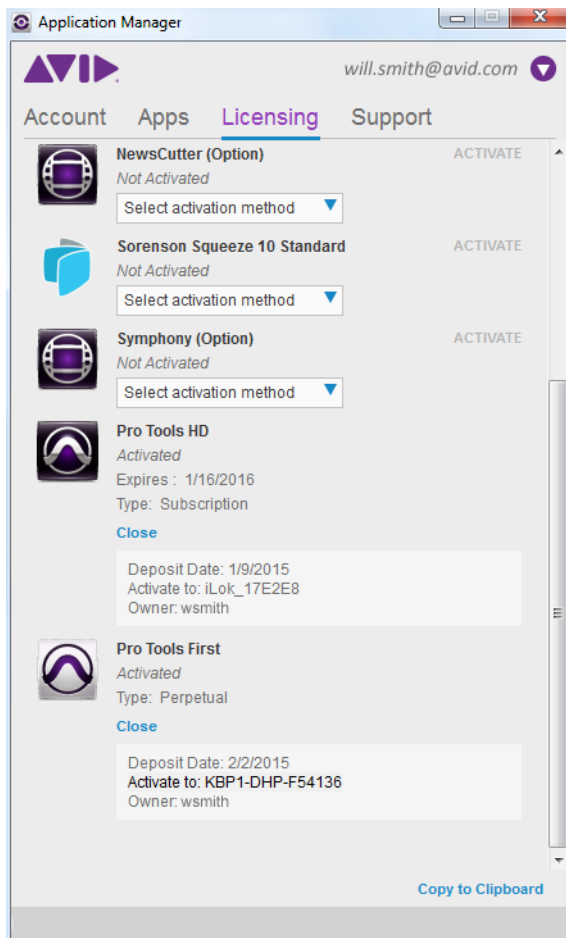 Application Manager
AVID.
will.smith@avid.com
Account Apps Licensing Support
NewsCutter (Option) ACTIVATE
Not Activated
Select activation method
Sorenson Squeeze 10 Standard ACTIVATE
Not Activated
Select activation method
Symphony (Option) ACTIVATE
Not Activated
Select activation method
Pro Tools HD
Activated
Expires : 1/16/2016
Type: Subscription
Close
Deposit Date: 1/9/2015
Activate to: iLok_17E2E8
Owner: wsmith
Pro Tools First
Activated
Type: Perpetual
Close
Deposit Date: 2/2/2015
Activate to: KBP1-DHP-F54136
Owner: wsmith
Copy to Clipboard